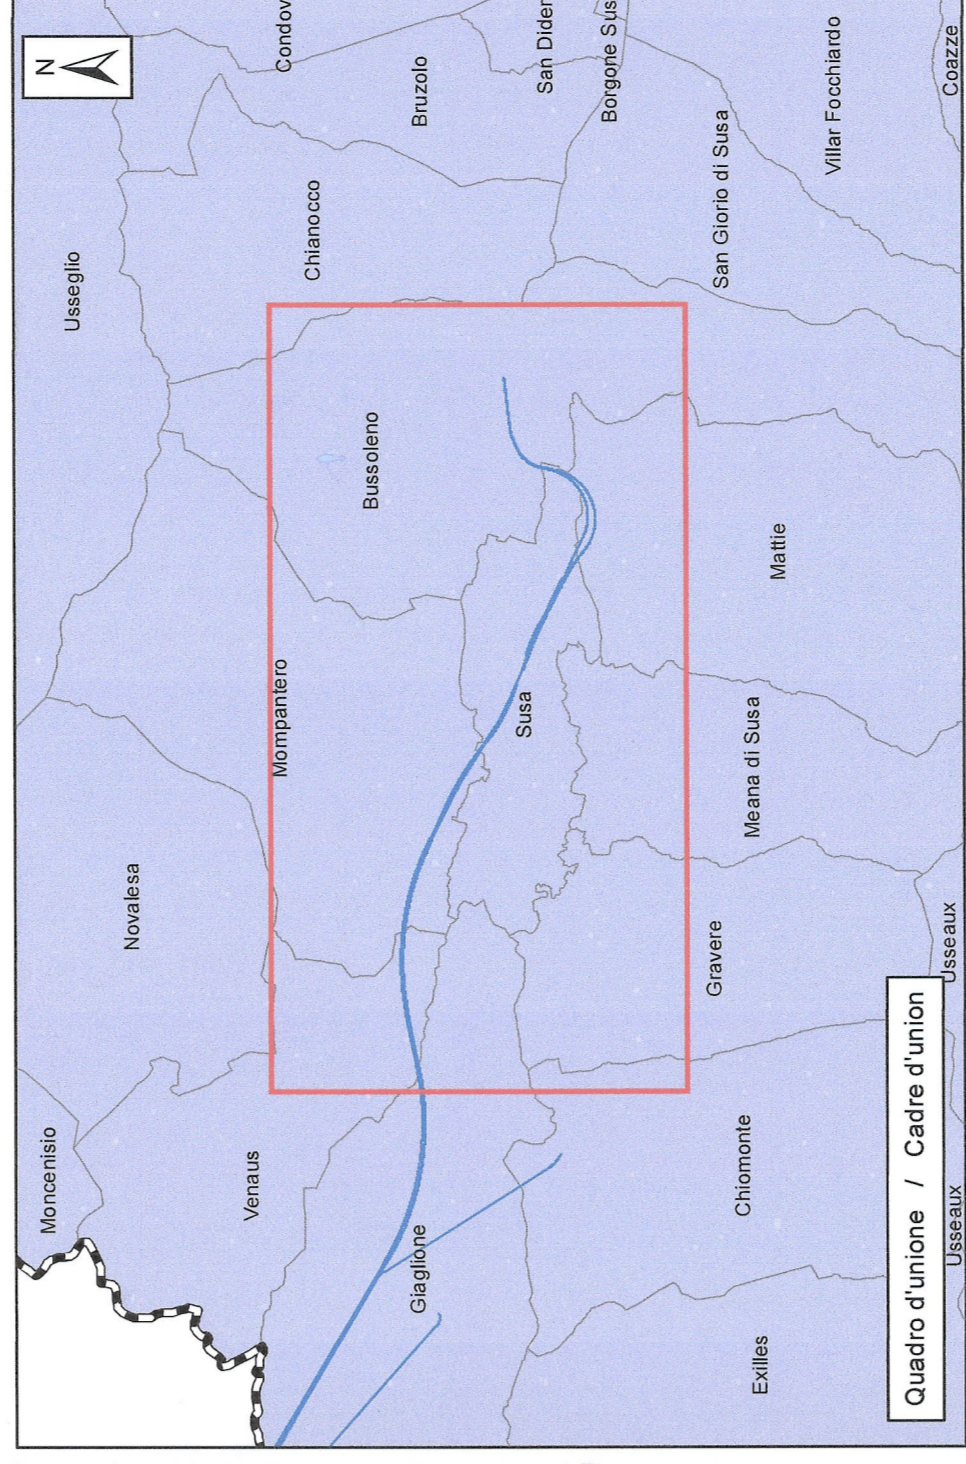 N
Condov
Bruzolo
San Dider
Borgone Sus
Villar Focchiardo
Coazze
San Giorio di Susa
Chianocco
Usseglio
Bussoleno
Mattie
Mompantero
Susa
Meana di Susa
Novalesa
Gravere
Usseaux
Moncenisio
Venaus
Giaglione
Chiomonte
Exilles
Usseaux
Quadro d'unione / Cadre d'union